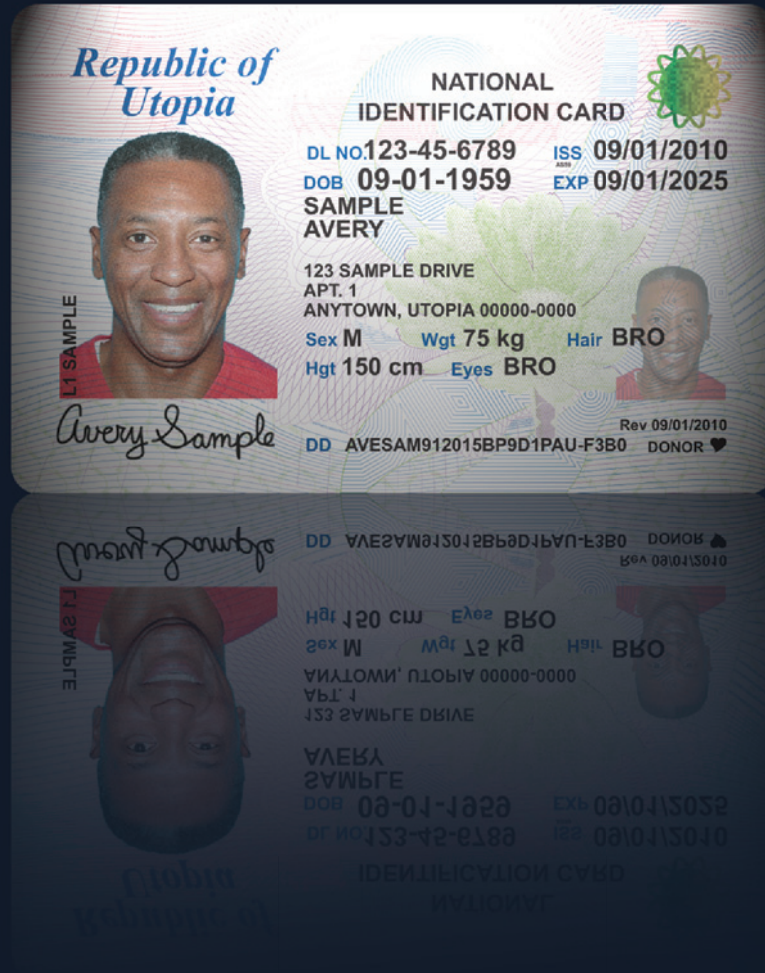 Republic of
Utopia
NATIONAL
IDENTIFICATION CARD
DL NO.123-45-6789 ISS 09/01/2010
DOB 09-01-1959 EXP 09/01/2025
SAMPLE
AVERY
123 SAMPLE DRIVE
APT. 1
ANYTOWN, UTOPIA 00000-0000
Sex M Wgt 75 kg Hair BRO
Hgt 150 cm Eyes BRO
L1 SAMPLE
Avery Sample
Rev 09/01/2010
DD AVESAM912015BP9D1PAU-F3B0 DONOR